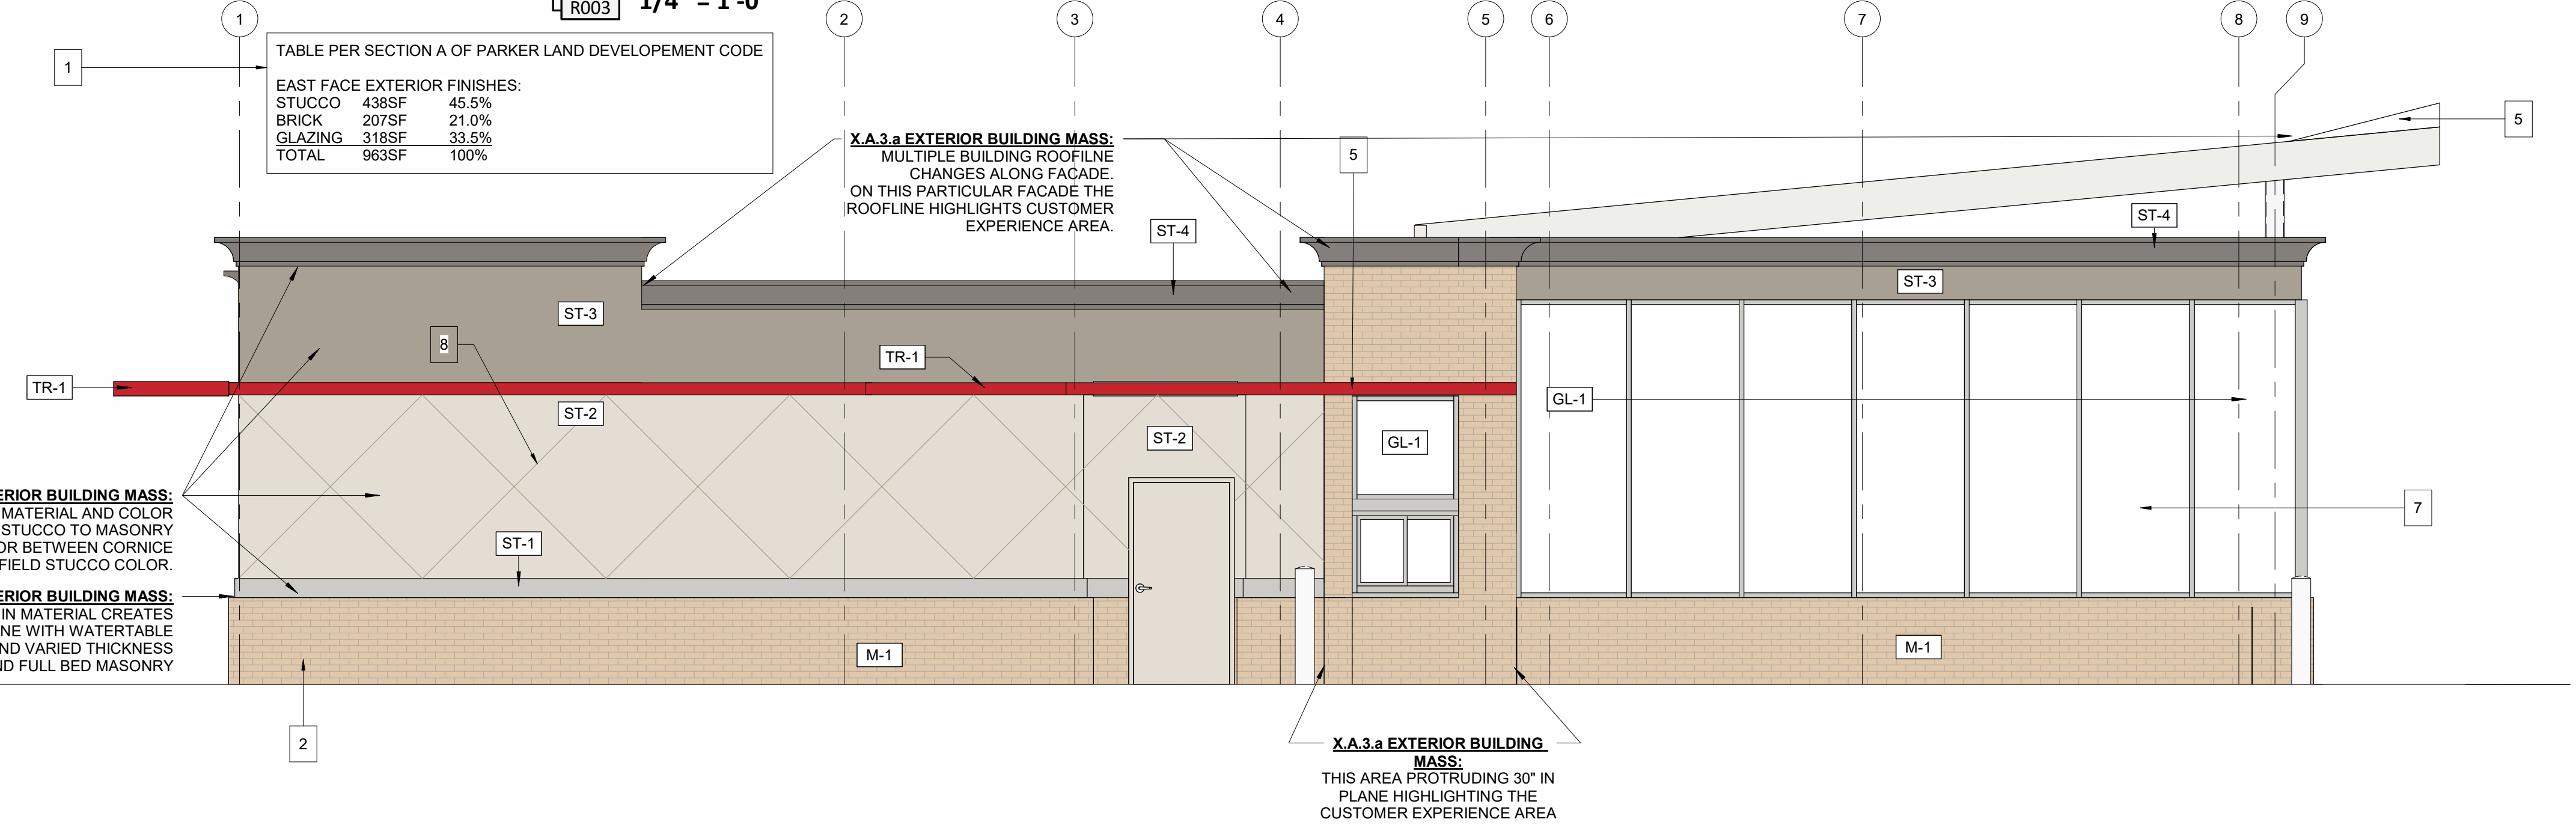 R003
1/4" = 1'-0"
1
2
3
4
5
6
7
8
9
1
TABLE PER SECTION A OF PARKER LAND DEVELOPEMENT CODE
EAST FACE EXTERIOR FINISHES:
STUCCO 438SF 45.5%
BRICK 207SF 21.0%
GLAZING 318SF 33.5%
TOTAL 963SF 100%
X.A.3.a EXTERIOR BUILDING MASS:
MULTIPLE BUILDING ROOFILNE
CHANGES ALONG FACADE.
ON THIS PARTICULAR FACADE THE
ROOFLINE HIGHLIGHTS CUSTOMER
EXPERIENCE AREA.
5
5
ST-4
ST-4
ST-3
ST-3
8
TR-1
TR-1
ST-2
ST-2
GL-1
GL-1
7
ERIOR BUILDING MASS:
MATERIAL AND COLOR
STUCCO TO MASONRY
OR BETWEEN CORNICE
FIELD STUCCO COLOR.
ST-1
ERIOR BUILDING MASS:
IN MATERIAL CREATES
NE WITH WATERTABLE
ND VARIED THICKNESS
ND FULL BED MASONRY
M-1
M-1
2
X.A.3.a EXTERIOR BUILDING
MASS:
THIS AREA PROTRUDING 30" IN
PLANE HIGHLIGHTING THE
CUSTOMER EXPERIENCE AREA